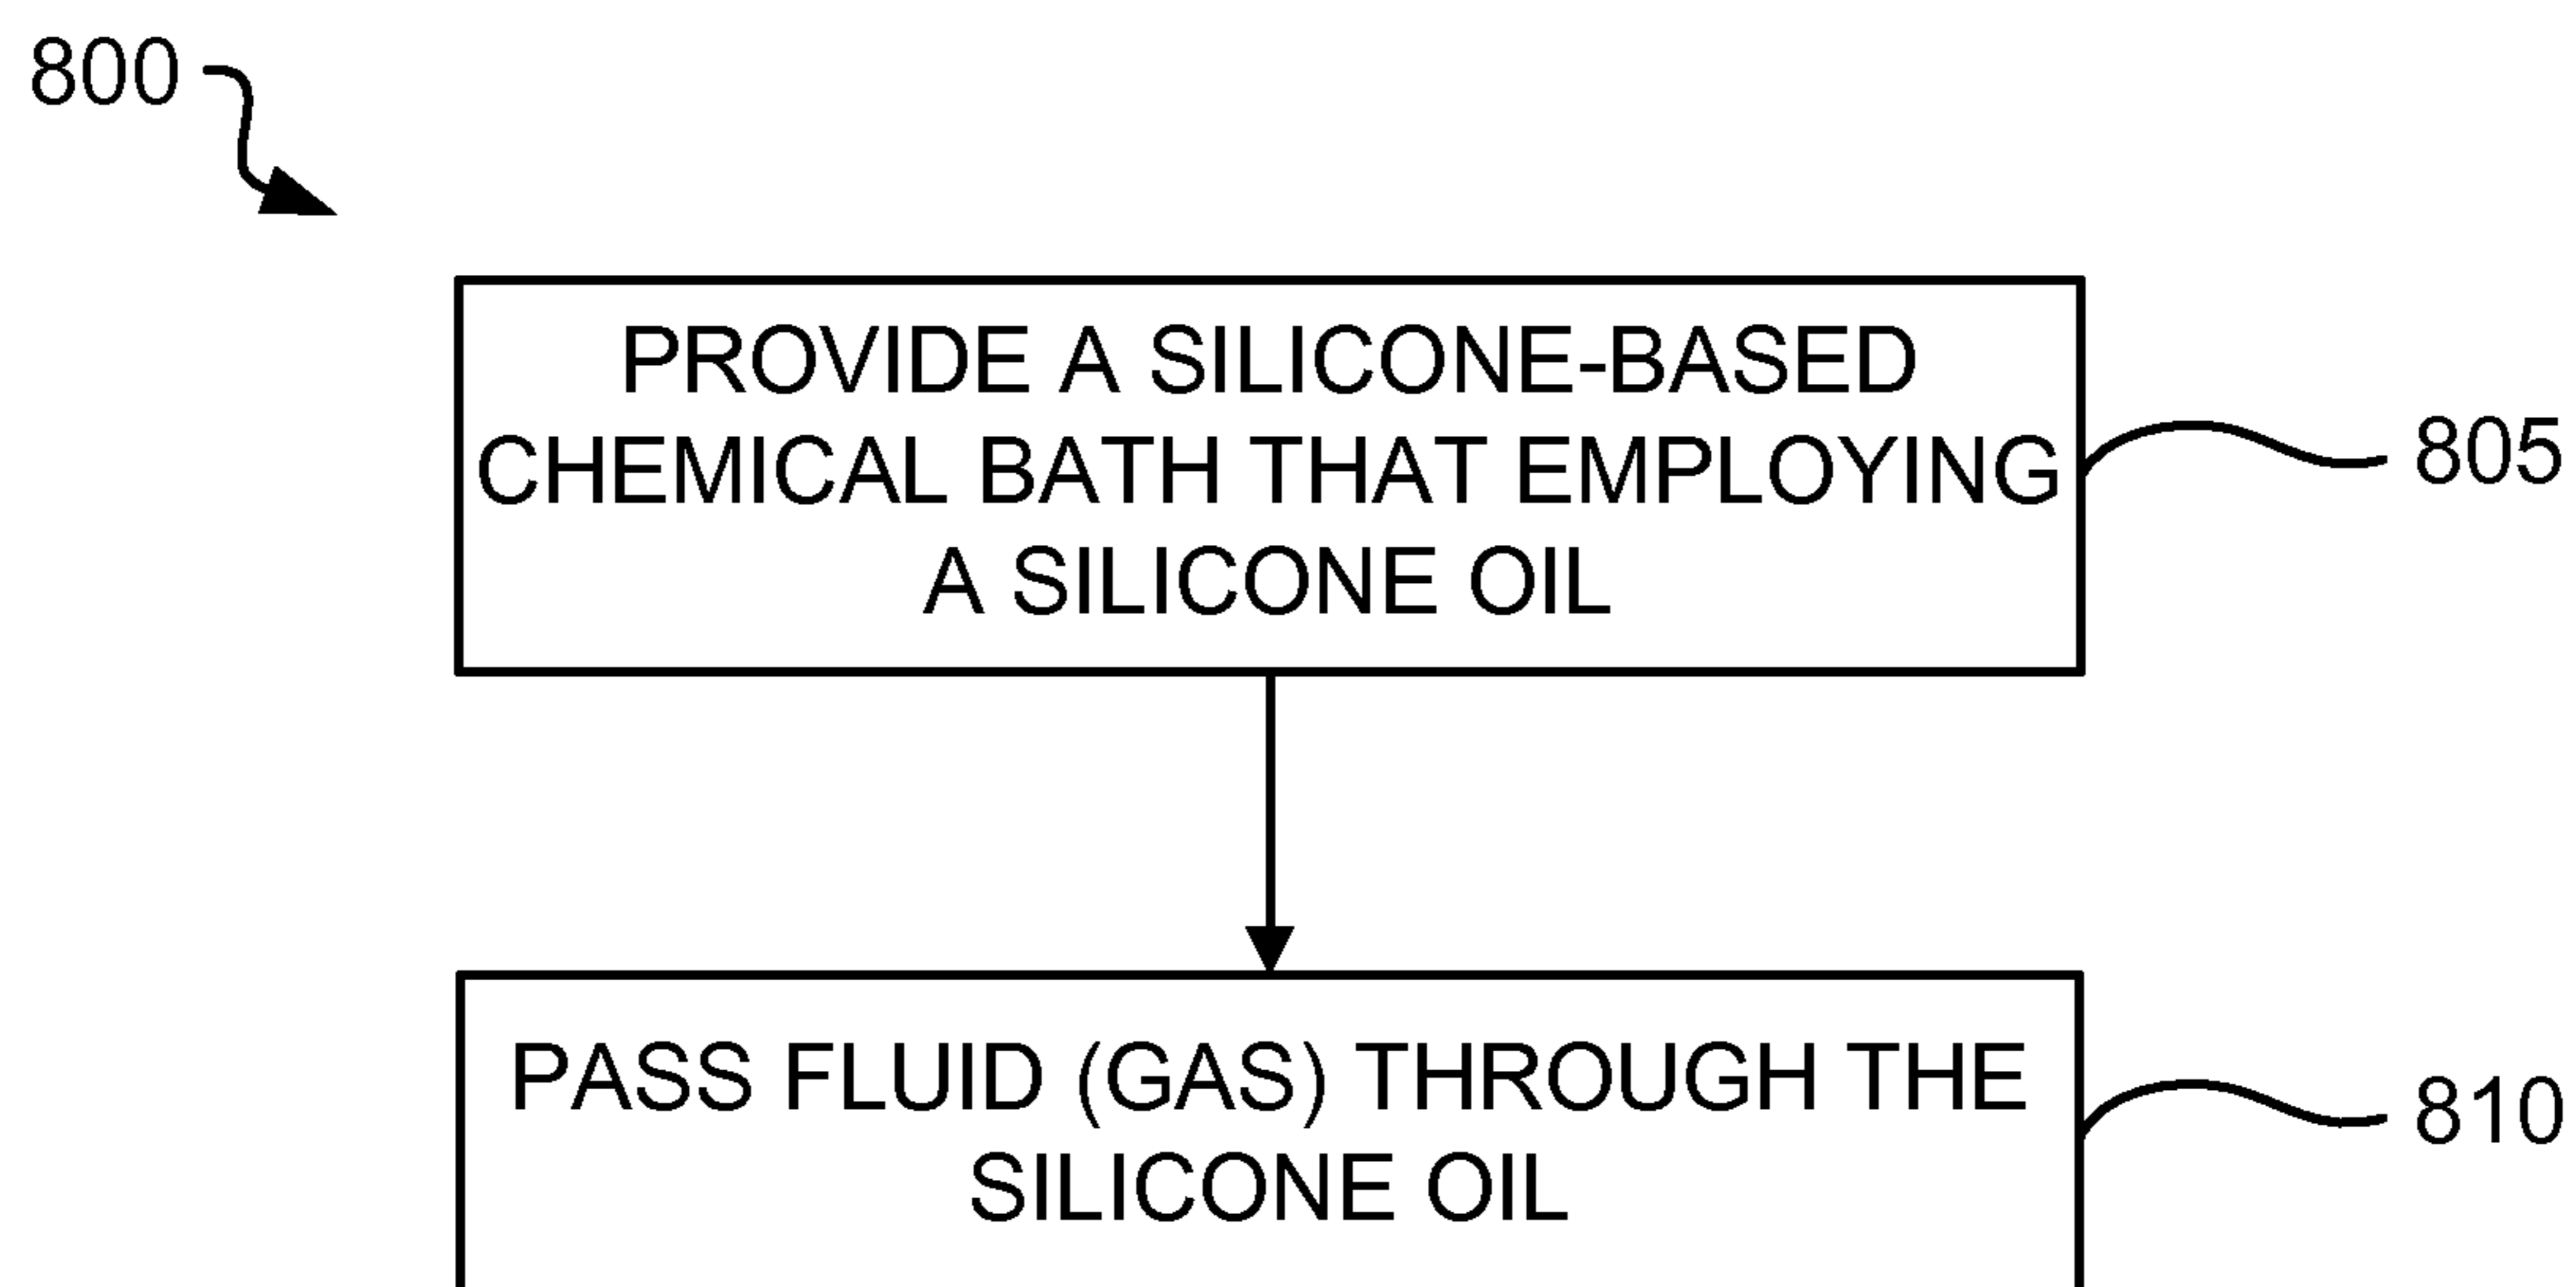 800
PROVIDE A SILICONE-BASED
CHEMICAL BATH THAT EMPLOYING
A SILICONE OIL
805
PASS FLUID (GAS) THROUGH THE
SILICONE OIL
810